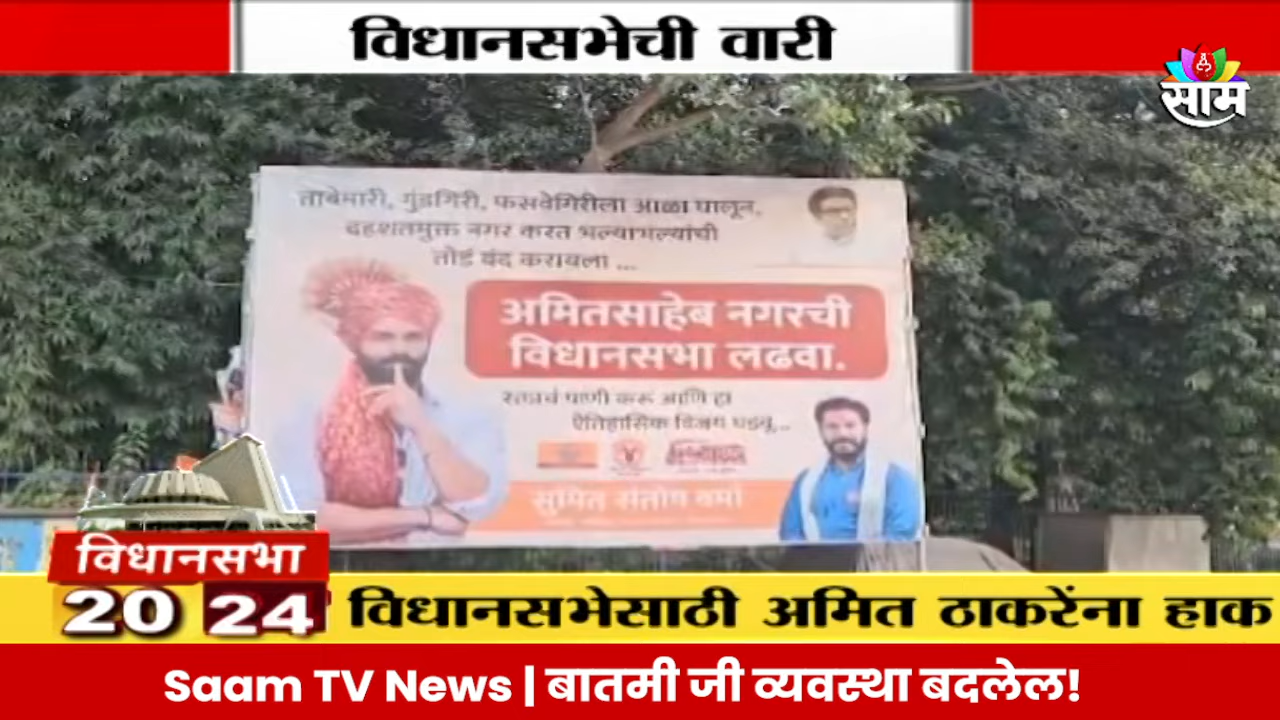 विधानसभेची वारी
साम
ताबेमारी, गुंडगिरी, फसवेगिरीला आळा घालून,
दहशतमुक्त नगर करत भल्याभल्यांची
तोंडं बंद करायला ...
अमितसाहेब नगरची
विधानसभा लढवा.
रक्ताचं पाणी करू आणि हा
ऐतिहासिक विजय घडवू...
सुमित संतोष वर्मा
विधानसभा
2024
विधानसभेसाठी अमित ठाकरेंना हाक
Saam TV News | बातमी जी व्यवस्था बदलेल!